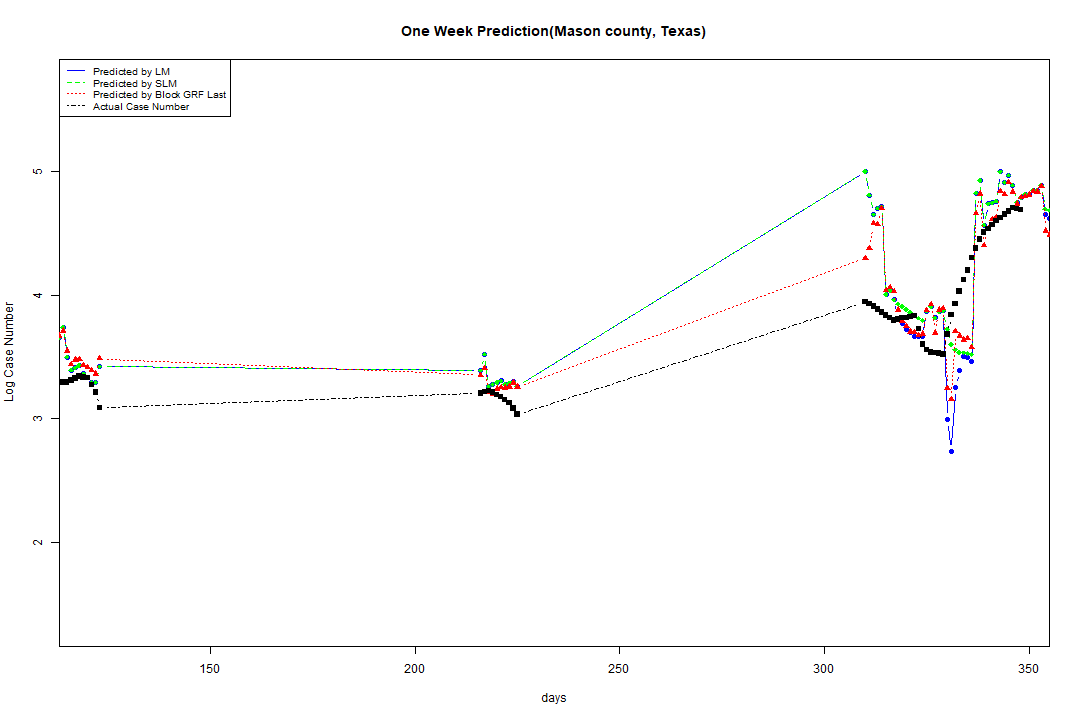 One Week Prediction(Mason county, Texas)
Predicted by LM
Predicted by SLM
Predicted by Block GRF Last
Actual Case Number
5
4
3
2
Log Case Number
150
200
250
300
350
days